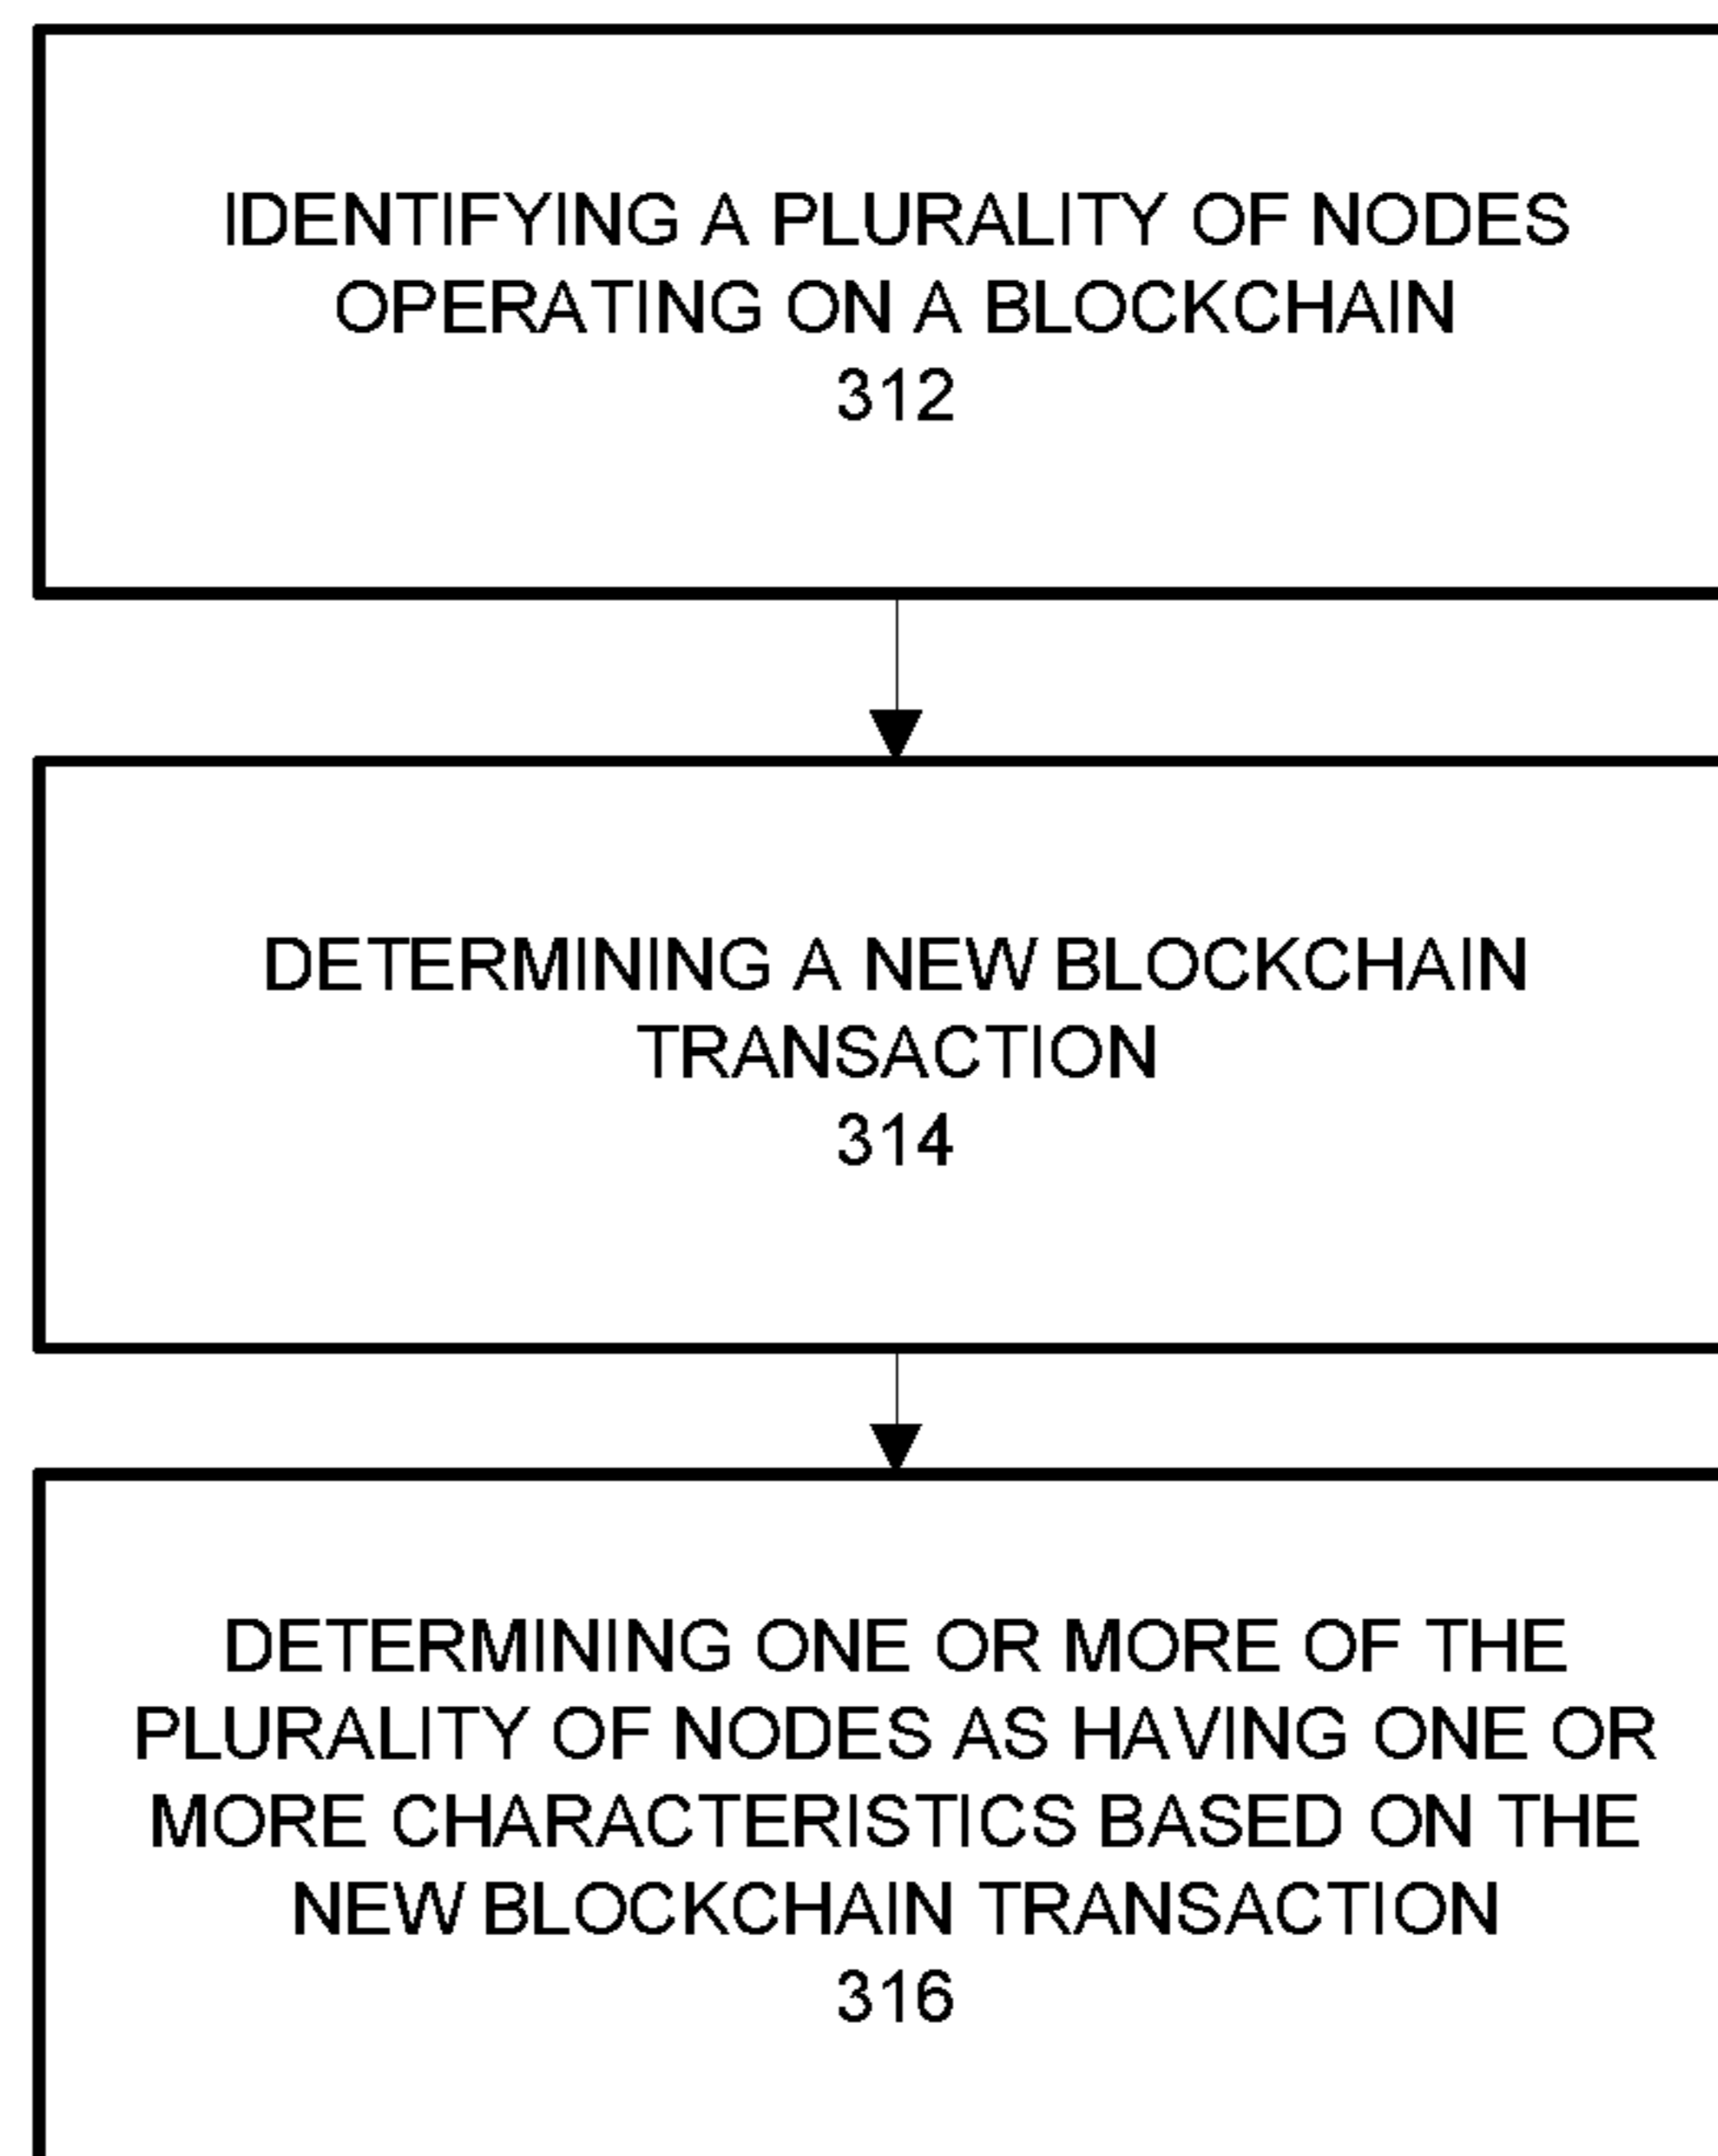 IDENTIFYING A PLURALITY OF NODES
OPERATING ON A BLOCKCHAIN
312
DETERMINING A NEW BLOCKCHAIN
TRANSACTION
314
DETERMINING ONE OR MORE OF THE
PLURALITY OF NODES AS HAVING ONE OR
MORE CHARACTERISTICS BASED ON THE
NEW BLOCKCHAIN TRANSACTION
316